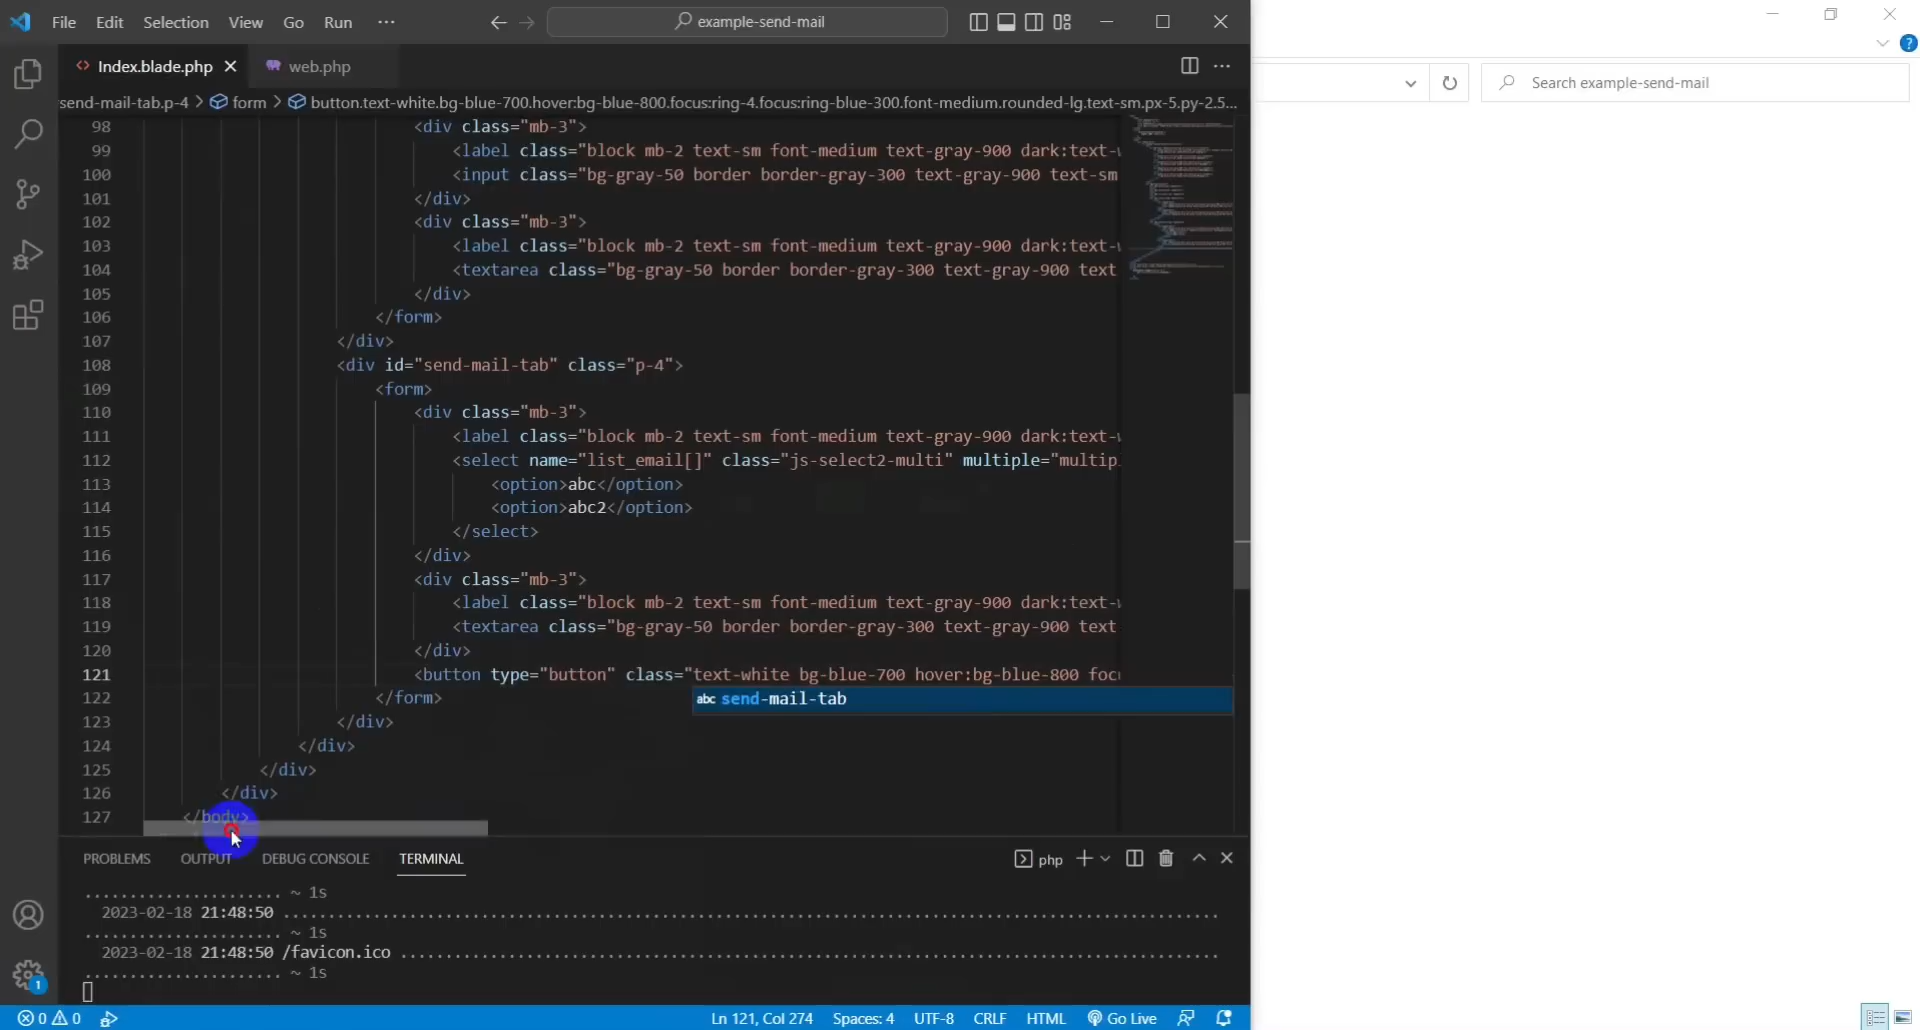 File Edit Selection View Go Run ··· example-send-mail
Index.blade.php web.php
send-mail-tab.p-4 > form > button.text-white.bg-blue-700.hover:bg-blue-800.focus:ring-4.focus:ring-blue-300.font-medium.rounded-lg.text-sm.px-5.py-2.5...
Search example-send-mail
98 <div class="mb-3">
99 <label class="block mb-2 text-sm font-medium text-gray-900 dark:text-
100 <input class="bg-gray-50 border border-gray-300 text-gray-900 text-sm
101 </div>
102 <div class="mb-3">
103 <label class="block mb-2 text-sm font-medium text-gray-900 dark:text-
104 <textarea class="bg-gray-50 border border-gray-300 text-gray-900 text
105 </div>
106 </form>
107 </div>
108 <div id="send-mail-tab" class="p-4">
109 <form>
110 <div class="mb-3">
111 <label class="block mb-2 text-sm font-medium text-gray-900 dark:text-
112 <select name="list_email[]" class="js-select2-multi" multiple="multip
113 <option>abc</option>
114 <option>abc2</option>
115 </select>
116 </div>
117 <div class="mb-3">
118 <label class="block mb-2 text-sm font-medium text-gray-900 dark:text-
119 <textarea class="bg-gray-50 border border-gray-300 text-gray-900 text
120 </div>
121 <button type="button" class="text-white bg-blue-700 hover:bg-blue-800 foc
122 </form>
abc send-mail-tab
123 </div>
124 </div>
125 </div>
126 </div>
127 </body>
PROBLEMS OUTPUT DEBUG CONSOLE TERMINAL php
..................... ~ 1s
2023-02-18 21:48:50 ..................................................................................................
..................... ~ 1s
2023-02-18 21:48:50 /favicon.ico .....................................................................................
..................... ~ 1s
1 0 0 Ln 121, Col 274 Spaces: 4 UTF-8 CRLF HTML Go Live